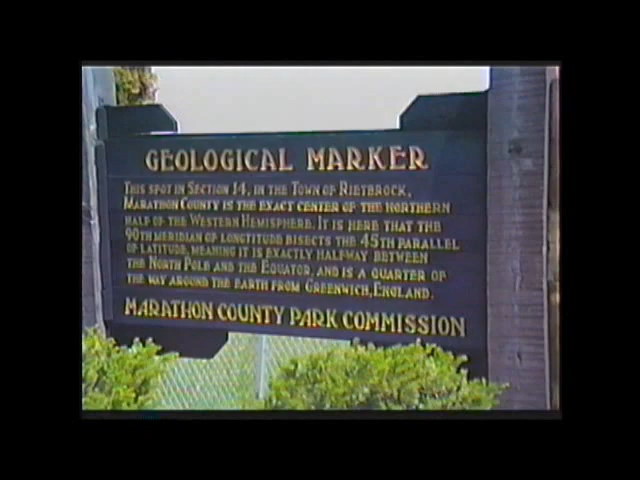 GEOLOGICAL MARKER
THIS SPOT IN SECTION 14, IN THE TOWN OF RIETBROCK,
MARATHON COUNTY IS THE EXACT CENTER OF THE NORTHERN
HALF OF THE WESTERN HEMISPHERE. IT IS HERE THAT THE
90TH MERIDIAN OF LONGTITUDE BISECTS THE 45TH PARALLEL
OF LATITUDE, MEANING IT IS EXACTLY HALFWAY BETWEEN
THE NORTH POLE AND THE EQUATOR, AND IS A QUARTER OF
THE WAY AROUND THE EARTH FROM GREENWICH, ENGLAND.
MARATHON COUNTY PARK COMMISSION